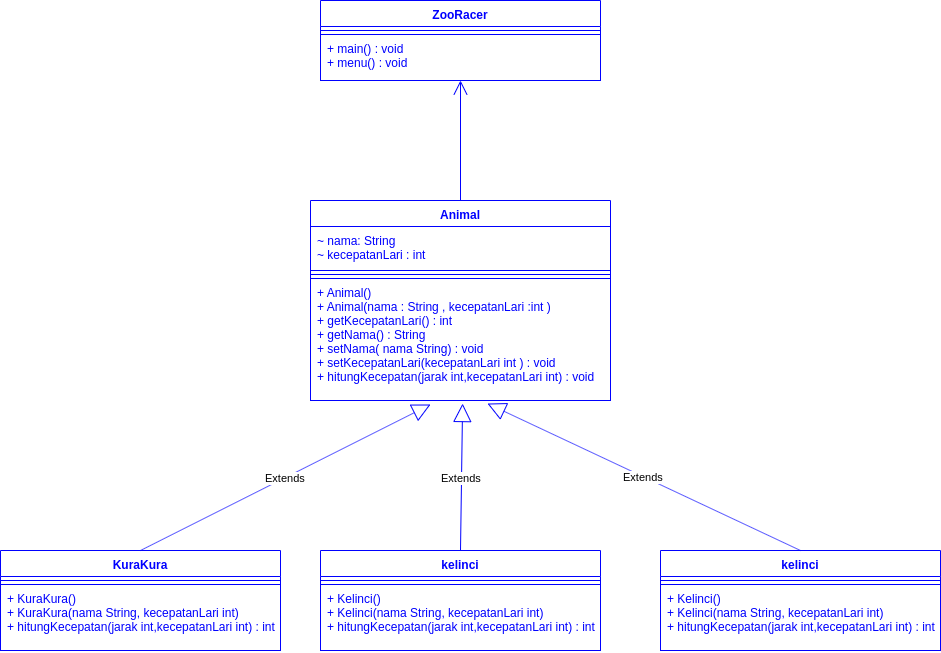 ZooRacer
+ main() : void
+ menu() : void
Animal
~ nama: String
~ kecepatanLari : int
+ Animal()
+ Animal(nama : String , kecepatanLari :int )
+ getKecepatanLari() : int
+ getNama() : String
+ setNama( nama String) : void
+ setKecepatanLari(kecepatanLari int ) : void
+ hitungKecepatan(jarak int,kecepatanLari int) : void
Extends
Extends
Extends
KuraKura
+ KuraKura()
+ KuraKura(nama String, kecepatanLari int)
+ hitungKecepatan(jarak int,kecepatanLari int) : int
kelinci
+ Kelinci()
+ Kelinci(nama String, kecepatanLari int)
+ hitungKecepatan(jarak int,kecepatanLari int) : int
kelinci
+ Kelinci()
+ Kelinci(nama String, kecepatanLari int)
+ hitungKecepatan(jarak int,kecepatanLari int) : int